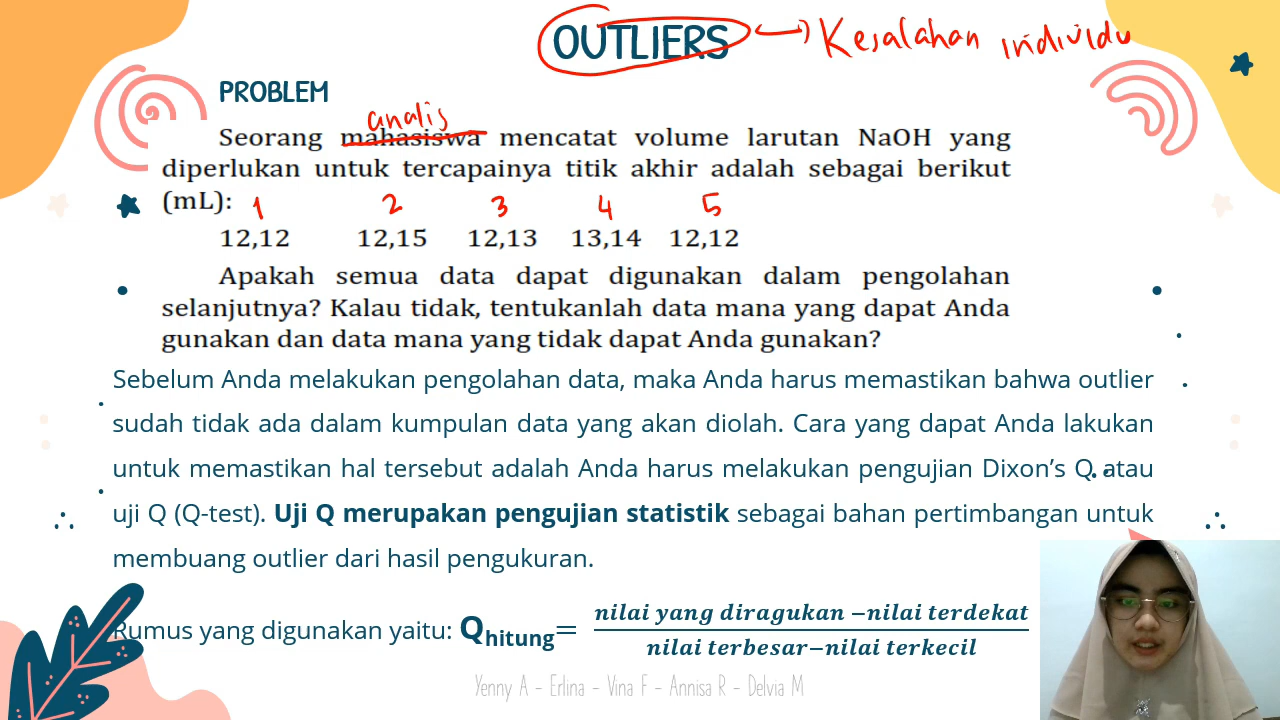 OUTLIERS → Kesalahan individu
PROBLEM
analis
Seorang mahasiswa mencatat volume larutan NaOH yang
diperlukan untuk tercapainya titik akhir adalah sebagai berikut
(mL):
1 2 3 4 5
12,12 12,15 12,13 13,14 12,12
Apakah semua data dapat digunakan dalam pengolahan
selanjutnya? Kalau tidak, tentukanlah data mana yang dapat Anda
gunakan dan data mana yang tidak dapat Anda gunakan?
Sebelum Anda melakukan pengolahan data, maka Anda harus memastikan bahwa outlier
sudah tidak ada dalam kumpulan data yang akan diolah. Cara yang dapat Anda lakukan
untuk memastikan hal tersebut adalah Anda harus melakukan pengujian Dixon’s Q atau
uji Q (Q-test). Uji Q merupakan pengujian statistik sebagai bahan pertimbangan untuk
membuang outlier dari hasil pengukuran.
Rumus yang digunakan yaitu: Qhitung= nilai yang diragukan −nilai terdekat
nilai terbesar−nilai terkecil
Yenny A - Erlina - Vina F - Annisa R - Delvia M